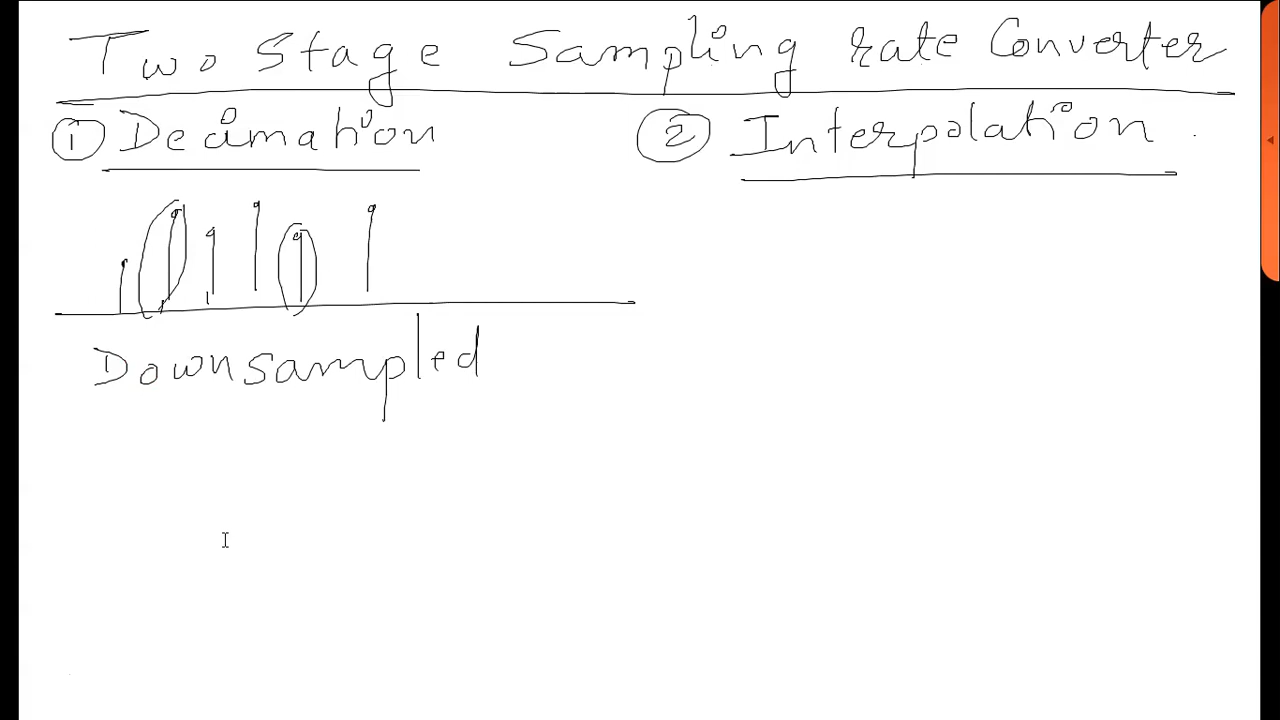 Two Stage Sampling rate Converter
① Decimation ② Interpolation
Downsampled